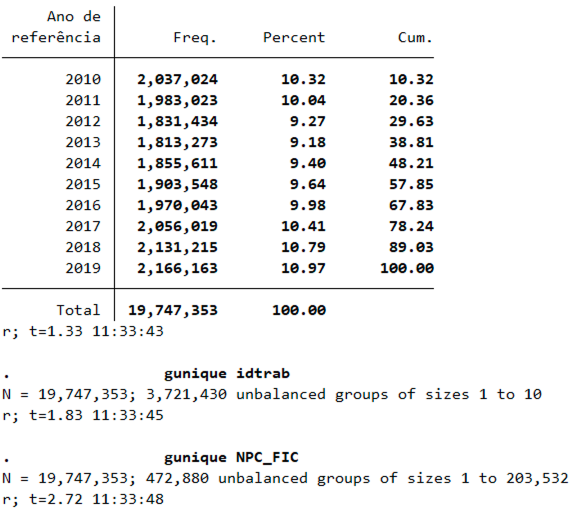 Ano de
referência Freq. Percent Cum.
2010 2,037,024 10.32 10.32
2011 1,983,023 10.04 20.36
2012 1,831,434 9.27 29.63
2013 1,813,273 9.18 38.81
2014 1,855,611 9.40 48.21
2015 1,903,548 9.64 57.85
2016 1,970,043 9.98 67.83
2017 2,056,019 10.41 78.24
2018 2,131,215 10.79 89.03
2019 2,166,163 10.97 100.00
Total 19,747,353 100.00
r; t=1.33 11:33:43
. gunique idtrab
N = 19,747,353; 3,721,430 unbalanced groups of sizes 1 to 10
r; t=1.83 11:33:45
. gunique NPC_FIC
N = 19,747,353; 472,880 unbalanced groups of sizes 1 to 203,532
r; t=2.72 11:33:48